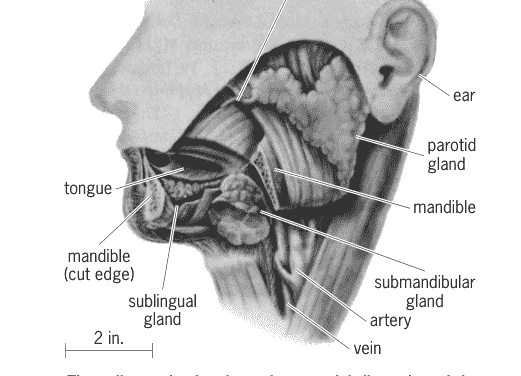 ear
parotid
gland
tongue
mandible
mandible
(cut edge)
submandibular
gland
sublingual
gland
artery
2 in.
vein